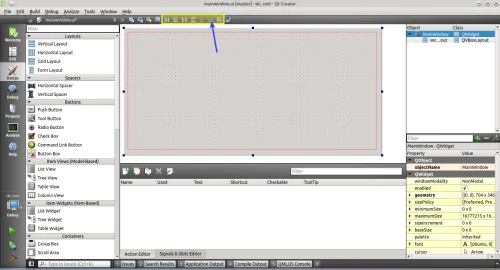 mainwindow.ui [master] - ski_rent - Qt Creator
File Edit Build Debug Analyze Tools Window Help
mainwindow.ui*
Welcome
Edit
Design
Debug
Projects
Analyze
Help
ski_rent
Debug
Filter
Layouts
Vertical Layout
Horizontal Layout
Grid Layout
Form Layout
Spacers
Horizontal Spacer
Vertical Spacer
Buttons
Push Button
Tool Button
Radio Button
Check Box
Command Link Button
Button Box
Item Views (Model-Based)
List View
Tree View
Table View
Column View
Item Widgets (Item-Based)
List Widget
Tree Widget
Table Widget
Containers
Group Box
Scroll Area
Filter
Name Used Text Shortcut Checkable ToolTip
Action Editor Signals & Slots Editor
Object Class
MainWindow QWidget
ver...out QVBoxLayout
Filter
MainWindow : QWidget
Property Value
QObject
objectName MainWindow
QWidget
windowModality NonModal
enabled
geometry [(0, 0), 704 x 346
sizePolicy [Preferred, Pre...
minimumSize 0 x 0
maximumSize 16777215 x 16...
sizeIncrement 0 x 0
baseSize 0 x 0
palette Inherited
font [Ubuntu, 9]
cursor Arrow
Type to locate (Ctrl+K) Issues Search Results Application Output Compile Output QML/JS Console